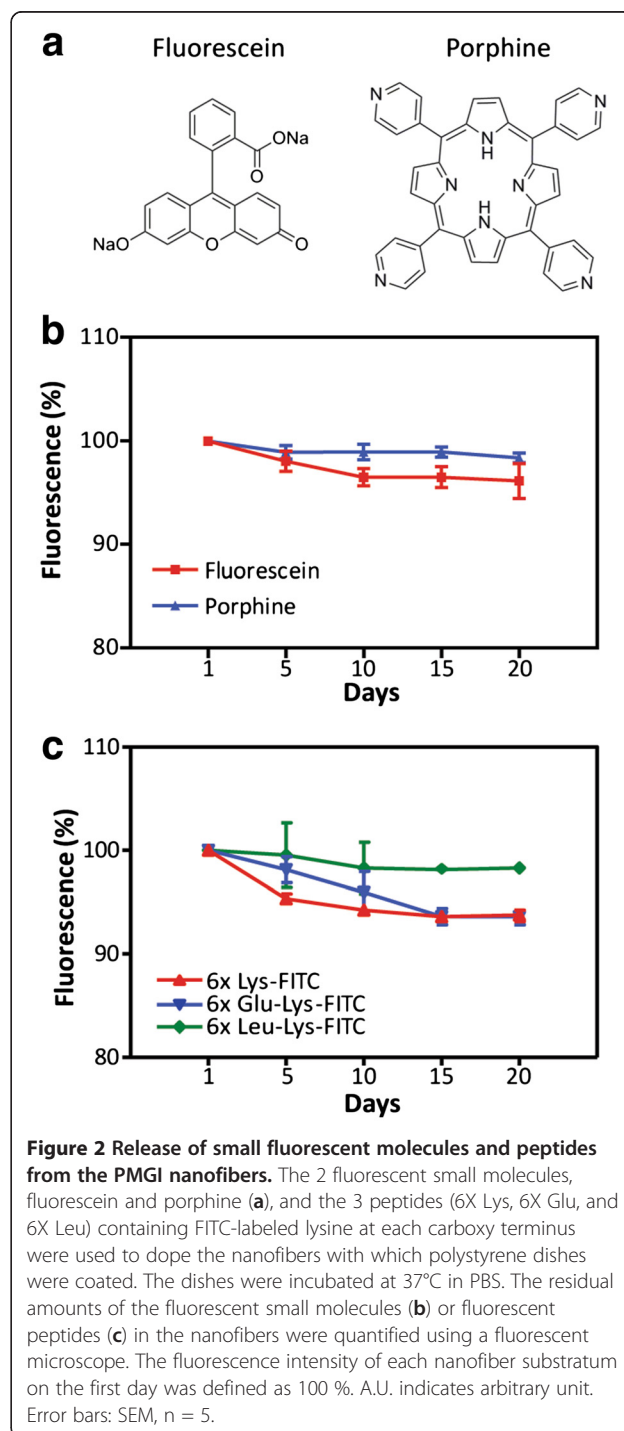 a
Fluorescein Porphine
N N
ONa
O
NaO O O
N
H
N N
H
N
N N
b
110
100
90
80
Fluorescence (%)
Fluorescein
Porphine
1 5 10 15 20
Days
c
110
100
90
80
Fluorescence (%)
6x Lys-FITC
6x Glu-Lys-FITC
6x Leu-Lys-FITC
1 5 10 15 20
Days
Figure 2 Release of small fluorescent molecules and peptides
from the PMGI nanofibers. The 2 fluorescent small molecules,
fluorescein and porphine (a), and the 3 peptides (6X Lys, 6X Glu, and
6X Leu) containing FITC-labeled lysine at each carboxy terminus
were used to dope the nanofibers with which polystyrene dishes
were coated. The dishes were incubated at 37°C in PBS. The residual
amounts of the fluorescent small molecules (b) or fluorescent
peptides (c) in the nanofibers were quantified using a fluorescent
microscope. The fluorescence intensity of each nanofiber substratum
on the first day was defined as 100 %. A.U. indicates arbitrary unit.
Error bars: SEM, n = 5.